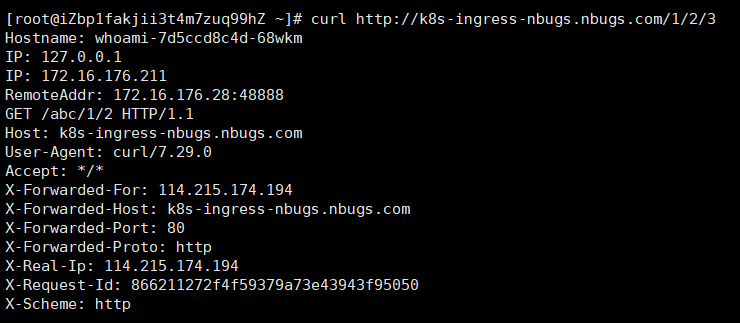 [root@iZbp1fakjii3t4m7zuq99hZ ~]# curl http://k8s-ingress-nbugs.nbugs.com/1/2/3
Hostname: whoami-7d5ccd8c4d-68wkm
IP: 127.0.0.1
IP: 172.16.176.211
RemoteAddr: 172.16.176.28:48888
GET /abc/1/2 HTTP/1.1
Host: k8s-ingress-nbugs.nbugs.com
User-Agent: curl/7.29.0
Accept: */*
X-Forwarded-For: 114.215.174.194
X-Forwarded-Host: k8s-ingress-nbugs.nbugs.com
X-Forwarded-Port: 80
X-Forwarded-Proto: http
X-Real-Ip: 114.215.174.194
X-Request-Id: 866211272f4f59379a73e43943f95050
X-Scheme: http